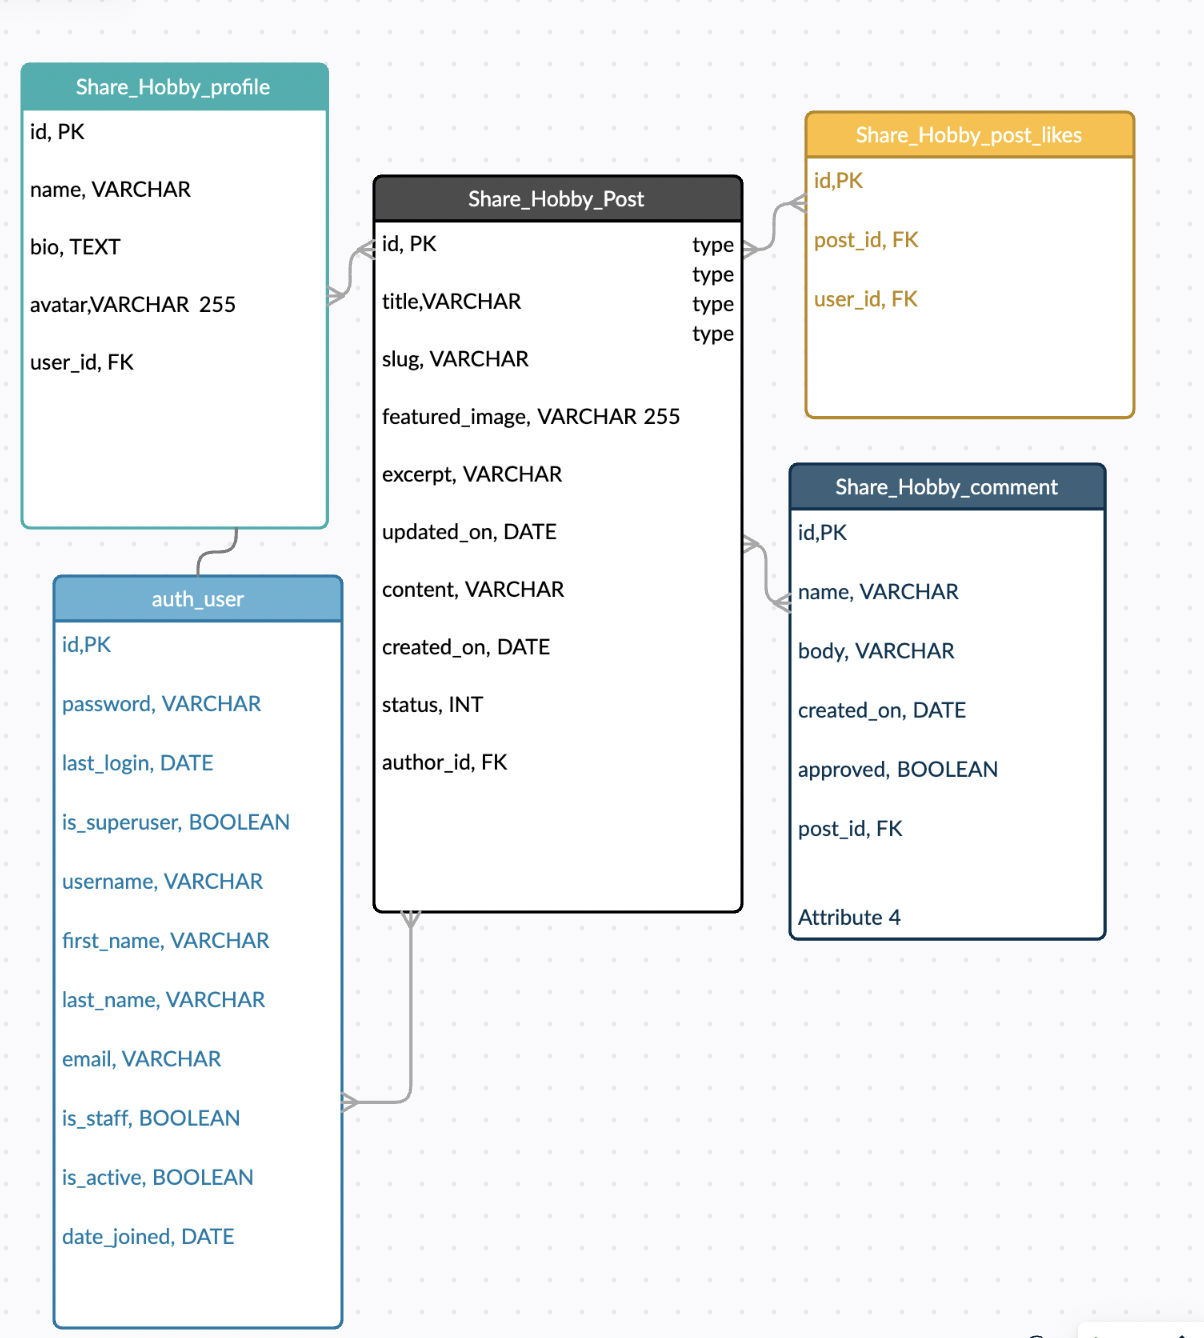 Share_Hobby_profile
id, PK
name, VARCHAR
bio, TEXT
avatar,VARCHAR 255
user_id, FK
auth_user
id,PK
password, VARCHAR
last_login, DATE
is_superuser, BOOLEAN
username, VARCHAR
first_name, VARCHAR
last_name, VARCHAR
email, VARCHAR
is_staff, BOOLEAN
is_active, BOOLEAN
date_joined, DATE
Share_Hobby_Post
id, PK
type
type
title,VARCHAR
type
type
slug, VARCHAR
featured_image, VARCHAR 255
excerpt, VARCHAR
updated_on, DATE
content, VARCHAR
created_on, DATE
status, INT
author_id, FK
Share_Hobby_post_likes
id,PK
post_id, FK
user_id, FK
Share_Hobby_comment
id,PK
name, VARCHAR
body, VARCHAR
created_on, DATE
approved, BOOLEAN
post_id, FK
Attribute 4